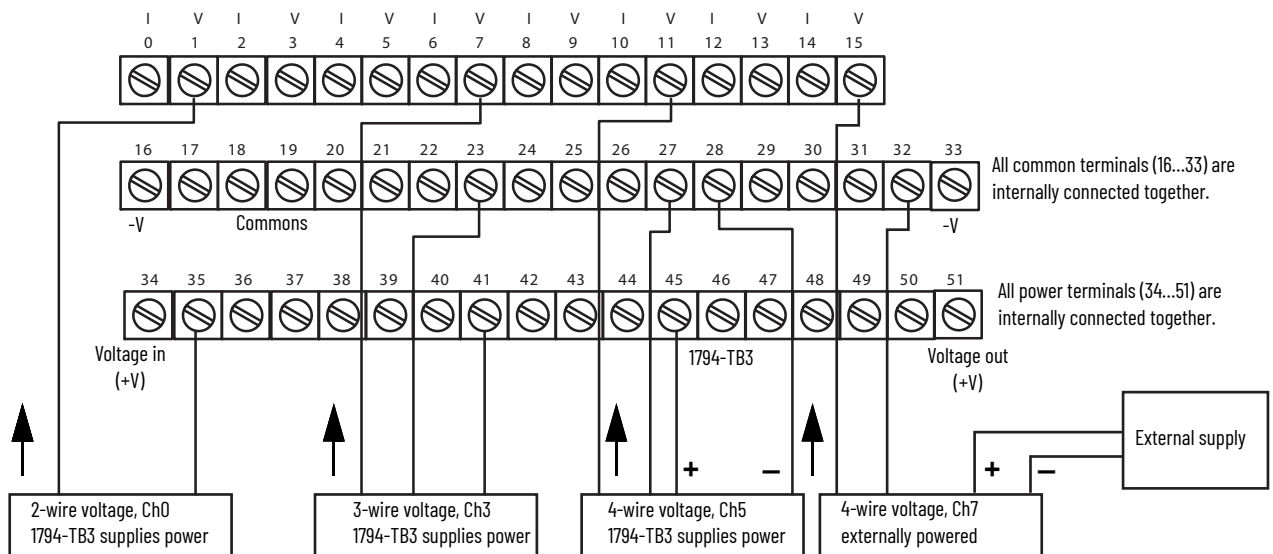 I V I V I V I V I V I V I V I V
0 1 2 3 4 5 6 7 8 9 10 11 12 13 14 15
16 17 18 19 20 21 22 23 24 25 26 27 28 29 30 31 32 33
All common terminals (16...33) are
internally connected together.
-V Commons -V
34 35 36 37 38 39 40 41 42 43 44 45 46 47 48 49 50 51
All power terminals (34...51) are
internally connected together.
Voltage in
(+V)
1794-TB3
Voltage out
(+V)
External supply
+ – + –
2-wire voltage, Ch0
1794-TB3 supplies power
3-wire voltage, Ch3
1794-TB3 supplies power
4-wire voltage, Ch5
1794-TB3 supplies power
4-wire voltage, Ch7
externally powered